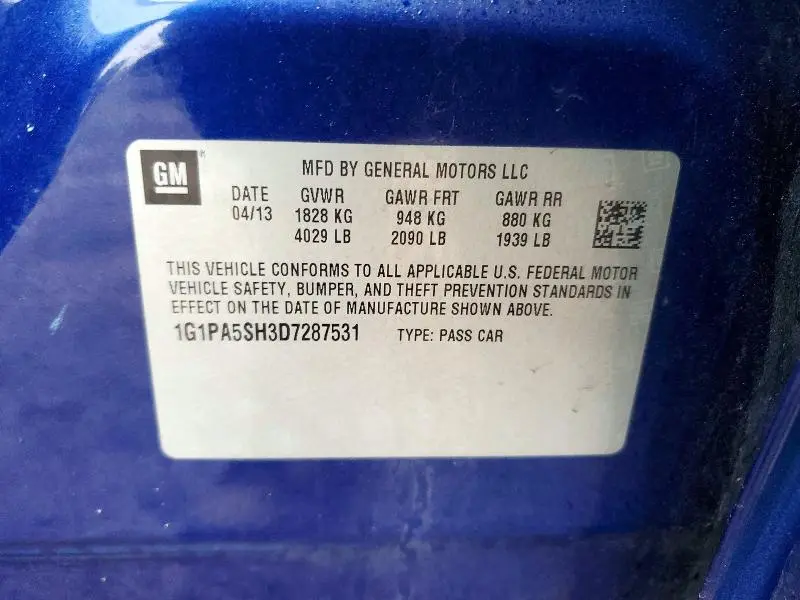 GM
MFD BY GENERAL MOTORS LLC
DATE GVWR GAWR FRT GAWR RR
04/13 1828 KG 948 KG 880 KG
4029 LB 2090 LB 1939 LB
THIS VEHICLE CONFORMS TO ALL APPLICABLE U.S. FEDERAL MOTOR
VEHICLE SAFETY, BUMPER, AND THEFT PREVENTION STANDARDS IN
EFFECT ON THE DATE OF MANUFACTURE SHOWN ABOVE.
1G1PA5SH3D7287531 TYPE: PASS CAR